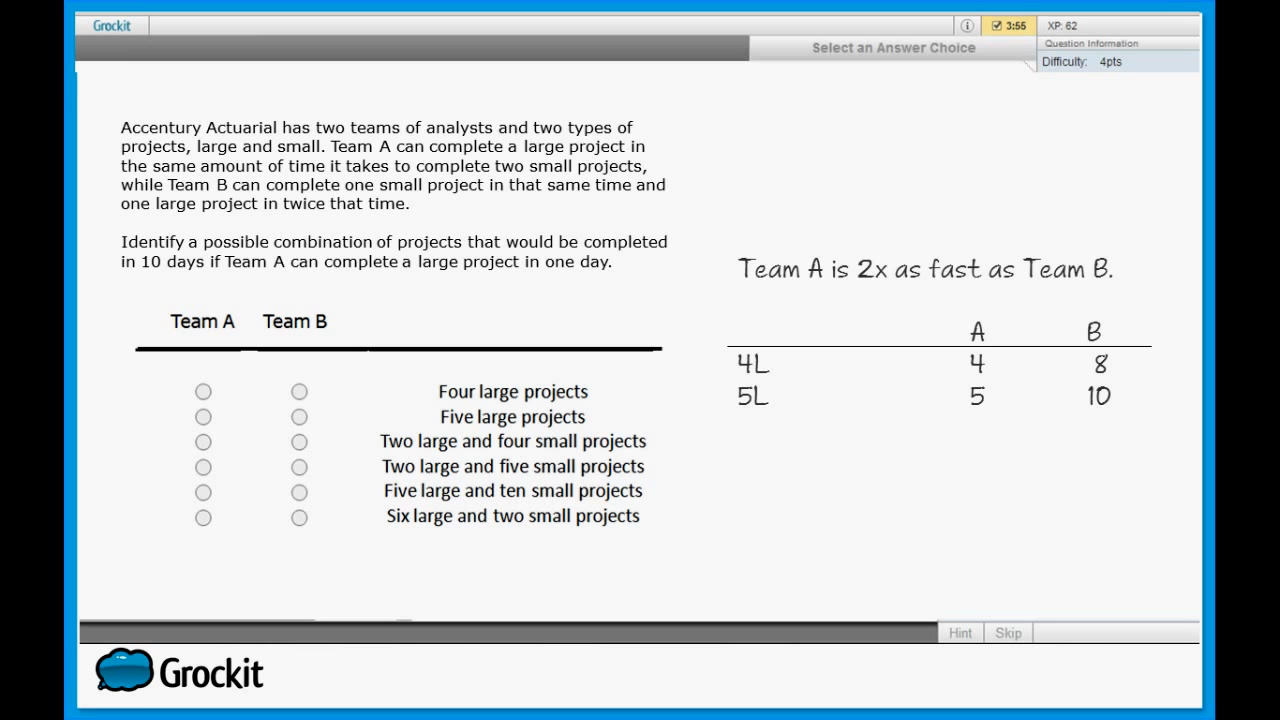 Grockit
3:55
XP: 62
Select an Answer Choice
Question Information
Difficulty: 4pts
Accentury Actuarial has two teams of analysts and two types of
projects, large and small. Team A can complete a large project in
the same amount of time it takes to complete two small projects,
while Team B can complete one small project in that same time and
one large project in twice that time.
Identify a possible combination of projects that would be completed
in 10 days if Team A can complete a large project in one day.
Team A Team B
Four large projects
Five large projects
Two large and four small projects
Two large and five small projects
Five large and ten small projects
Six large and two small projects
Team A is 2x as fast as Team B.
A B
4L 4 8
5L 5 10
Hint Skip
Grockit